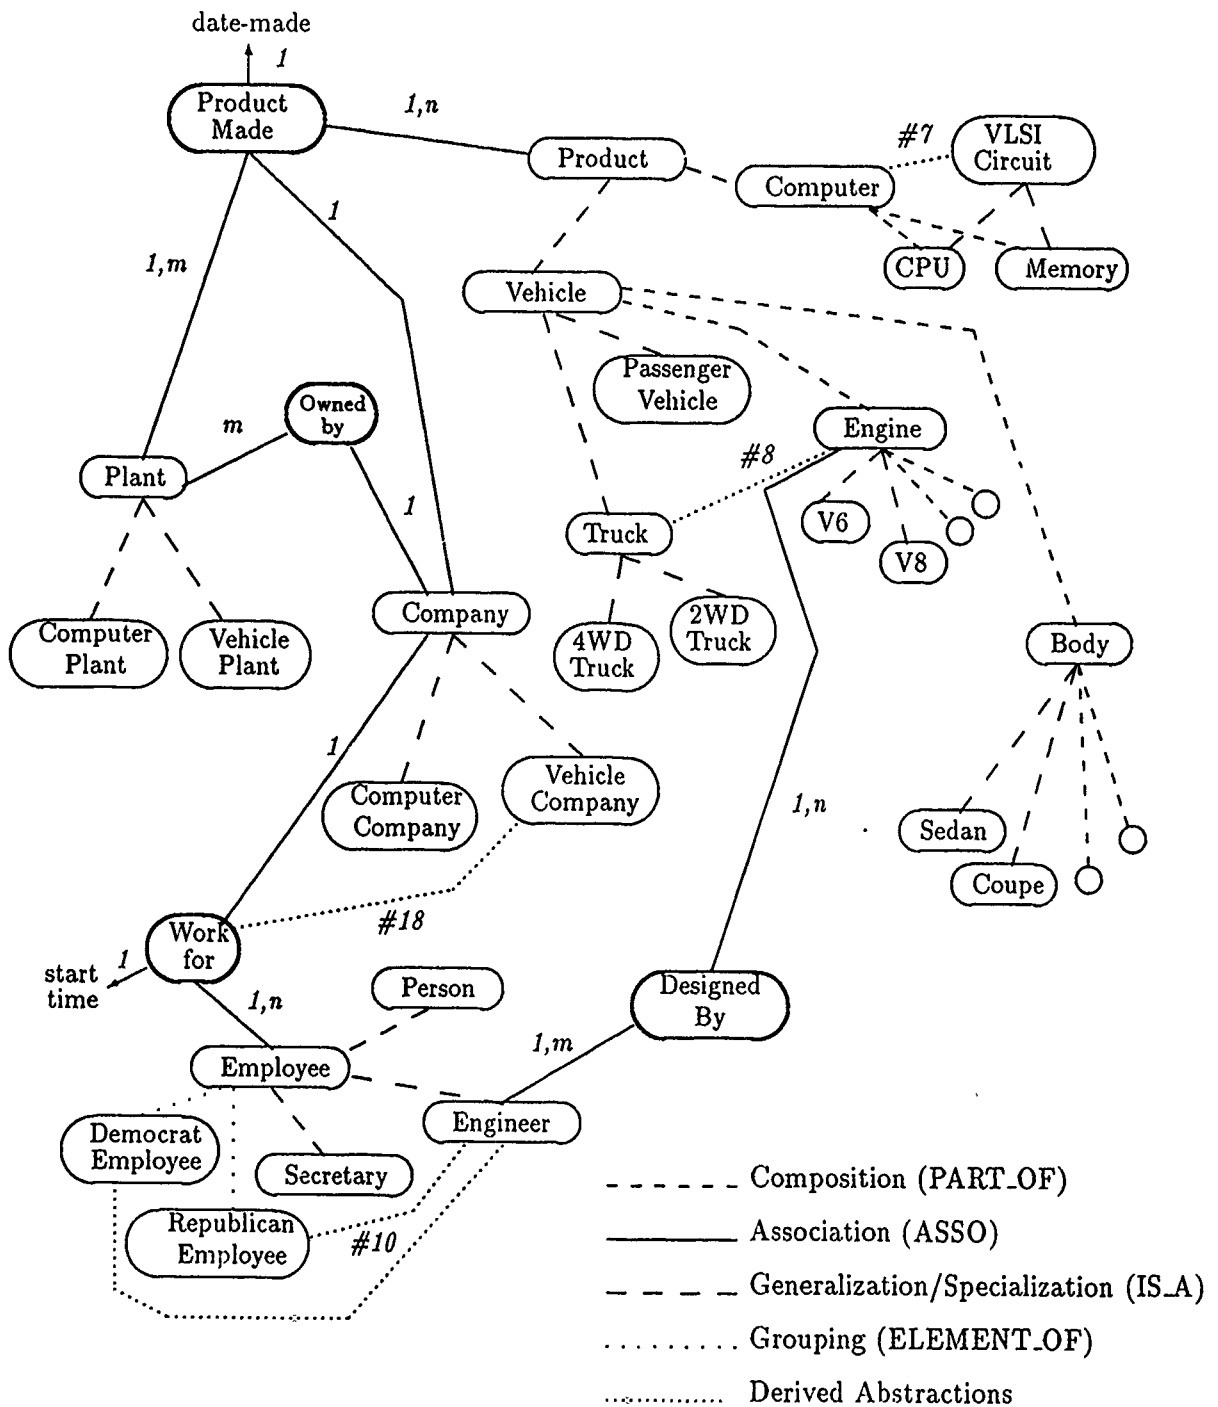 date-made
1
Product
Made
1,n
Product
#7
VLSI
Circuit
Computer
CPU
Memory
1
1,m
Vehicle
Passenger
Vehicle
Owned
by
m
Plant
1
Engine
#8
V6
V8
Truck
4WD
Truck
2WD
Truck
Computer
Plant
Vehicle
Plant
Company
Body
1
Computer
Company
Vehicle
Company
1,n
Sedan
Coupe
#18
Work
for
1
start
time
1,n
Person
Designed
By
1,m
Employee
Engineer
Democrat
Employee
Secretary
Republican
Employee
#10
Composition (PART_OF)
Association (ASSO)
Generalization/Specialization (IS_A)
Grouping (ELEMENT_OF)
Derived Abstractions